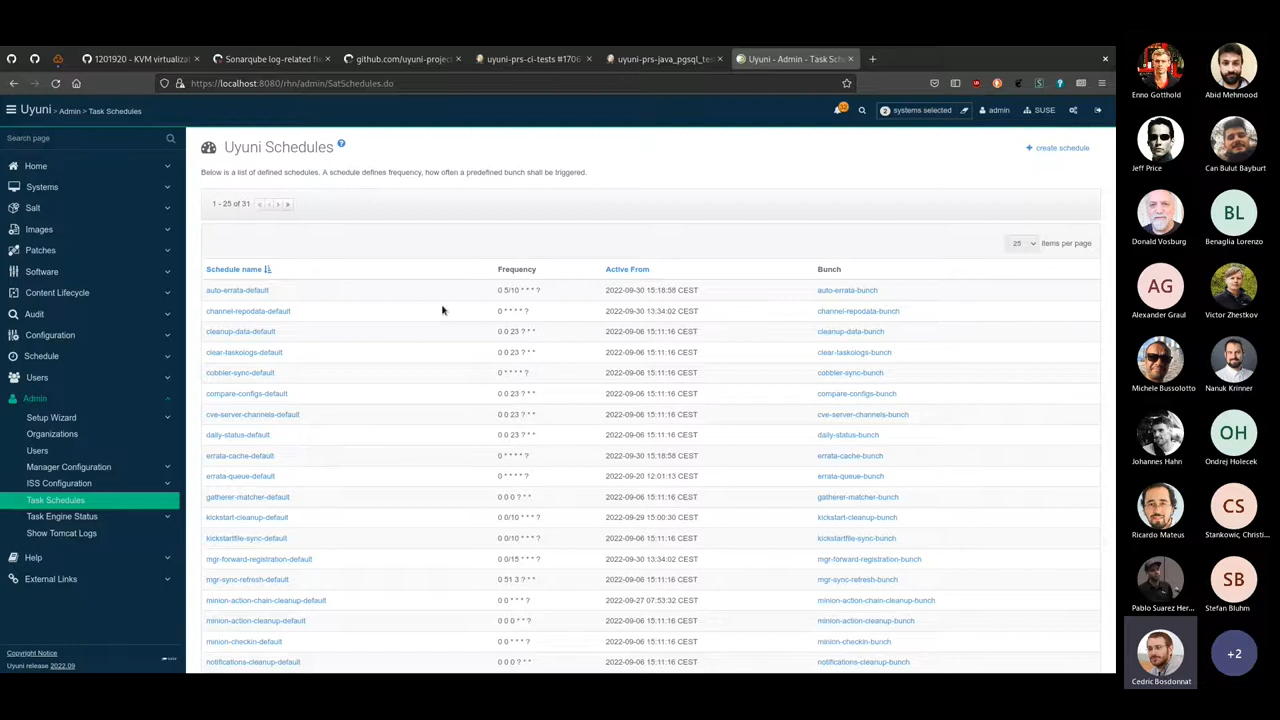 1201920 - KVM virtualiza
Sonarqube log-related fi
github.com/uyuni-projec
uyuni-prs-ci-tests #1706
uyuni-prs-java_pgsql_tes
Uyuni - Admin - Task Sch
https://localhost:8080/rhn/admin/SatSchedules.do
Uyuni > Admin > Task Schedules
2 systems selected
admin
SUSE
Search page
Home
Systems
Salt
Images
Patches
Software
Content Lifecycle
Audit
Configuration
Schedule
Users
Admin
Setup Wizard
Organizations
Users
Manager Configuration
ISS Configuration
Task Schedules
Task Engine Status
Show Tomcat Logs
Help
External Links
Copyright Notice
Uyuni release 2022.09
Uyuni Schedules
create schedule
Below is a list of defined schedules. A schedule defines frequency, how often a predefined bunch shall be triggered.
1 - 25 of 31
25 items per page
Schedule name Frequency Active From Bunch
auto-errata-default 0 5/10 * * * ? 2022-09-30 15:18:58 CEST auto-errata-bunch
channel-repodata-default 0 * * * * ? 2022-09-30 13:34:02 CEST channel-repodata-bunch
cleanup-data-default 0 0 23 ? * * 2022-09-06 15:11:16 CEST cleanup-data-bunch
clear-taskologs-default 0 0 23 ? * * 2022-09-06 15:11:16 CEST clear-taskologs-bunch
cobbler-sync-default 0 * * * * ? 2022-09-06 15:11:16 CEST cobbler-sync-bunch
compare-configs-default 0 0 23 ? * * 2022-09-06 15:11:16 CEST compare-configs-bunch
cve-server-channels-default 0 0 23 ? * * 2022-09-06 15:11:16 CEST cve-server-channels-bunch
daily-status-default 0 0 23 ? * * 2022-09-06 15:11:16 CEST daily-status-bunch
errata-cache-default 0 * * * * ? 2022-09-30 15:18:58 CEST errata-cache-bunch
errata-queue-default 0 * * * * ? 2022-09-20 11:01:13 CEST errata-queue-bunch
gatherer-matcher-default 0 0 0 ? * * 2022-09-06 15:11:16 CEST gatherer-matcher-bunch
kickstart-cleanup-default 0 0/10 * * * ? 2022-09-29 15:00:30 CEST kickstart-cleanup-bunch
kickstartfile-sync-default 0 0/10 * * * ? 2022-09-06 15:11:16 CEST kickstartfile-sync-bunch
mgr-forward-registration-default 0 0/15 * * * ? 2022-09-30 13:34:02 CEST mgr-forward-registration-bunch
mgr-sync-refresh-default 0 51 3 ? * * 2022-09-06 15:11:16 CEST mgr-sync-refresh-bunch
minion-action-chain-cleanup-default 0 0 * * * ? 2022-09-27 07:53:32 CEST minion-action-chain-cleanup-bunch
minion-action-cleanup-default 0 0 * * * ? 2022-09-06 15:11:16 CEST minion-action-cleanup-bunch
minion-checkin-default 0 0 * * * ? 2022-09-06 15:11:16 CEST minion-checkin-bunch
notifications-cleanup-default 0 0 0 ? * * 2022-09-06 15:11:16 CEST notifications-cleanup-bunch
Enno Gotthold
Abid Mehmood
Jeff Price
Can Bulut Bayburt
Donald Vosburg
BL
Benaglia Lorenzo
AG
Alexander Graul
Victor Zhestkov
Michele Bussolotto
Nanuk Krinner
Johannes Hahn
OH
Ondrej Holecek
Ricardo Mateus
CS
Stankowic, Christi...
Pablo Suarez Her...
SB
Stefan Bluhm
Cedric Bosdonnat
+2